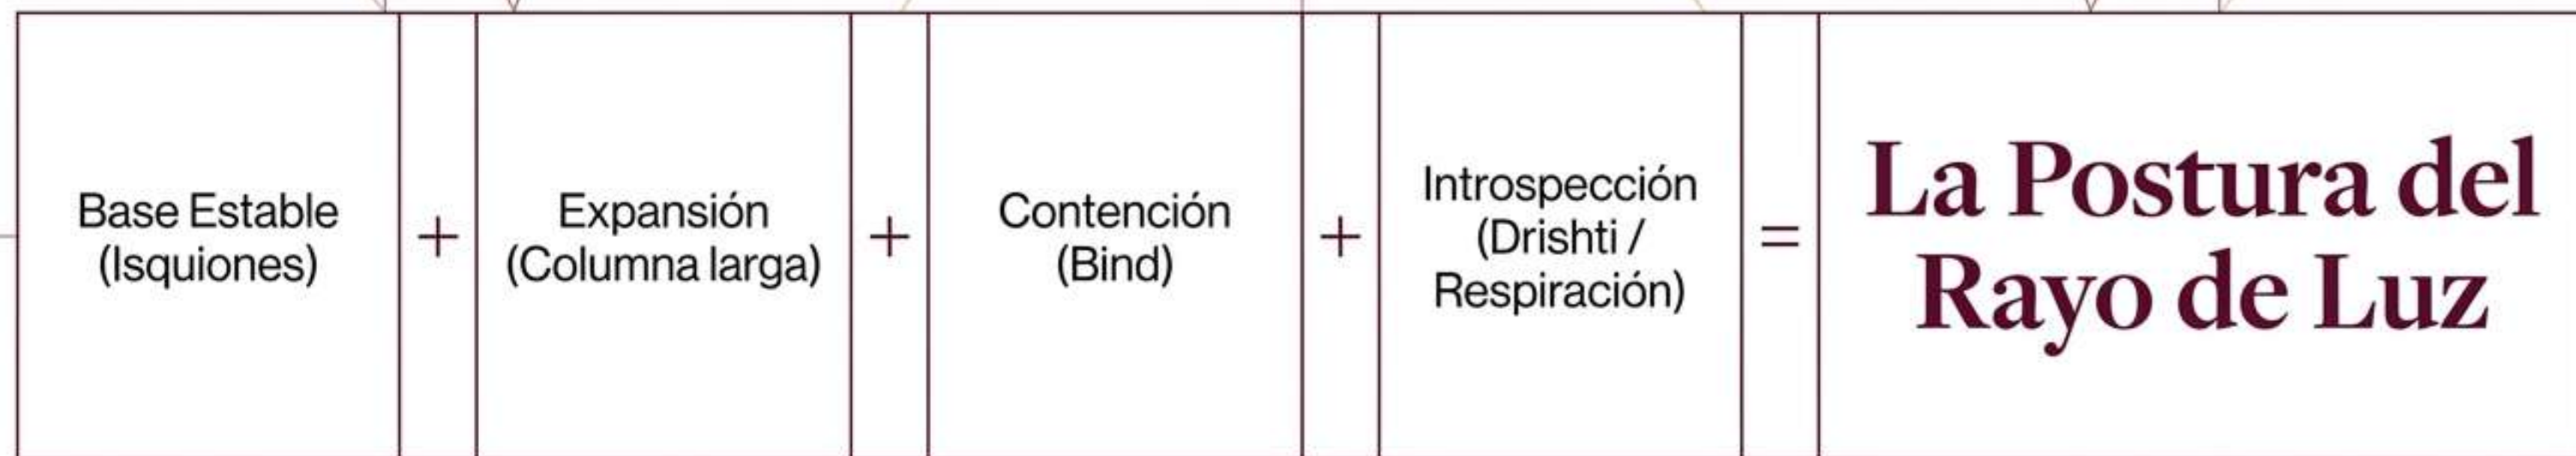 Base Estable
(Isquiones)
+
Expansión
(Columna larga)
+
Contención
(Bind)
+
Introspección
(Drishti /
Respiración)
=
La Postura del
Rayo de Luz